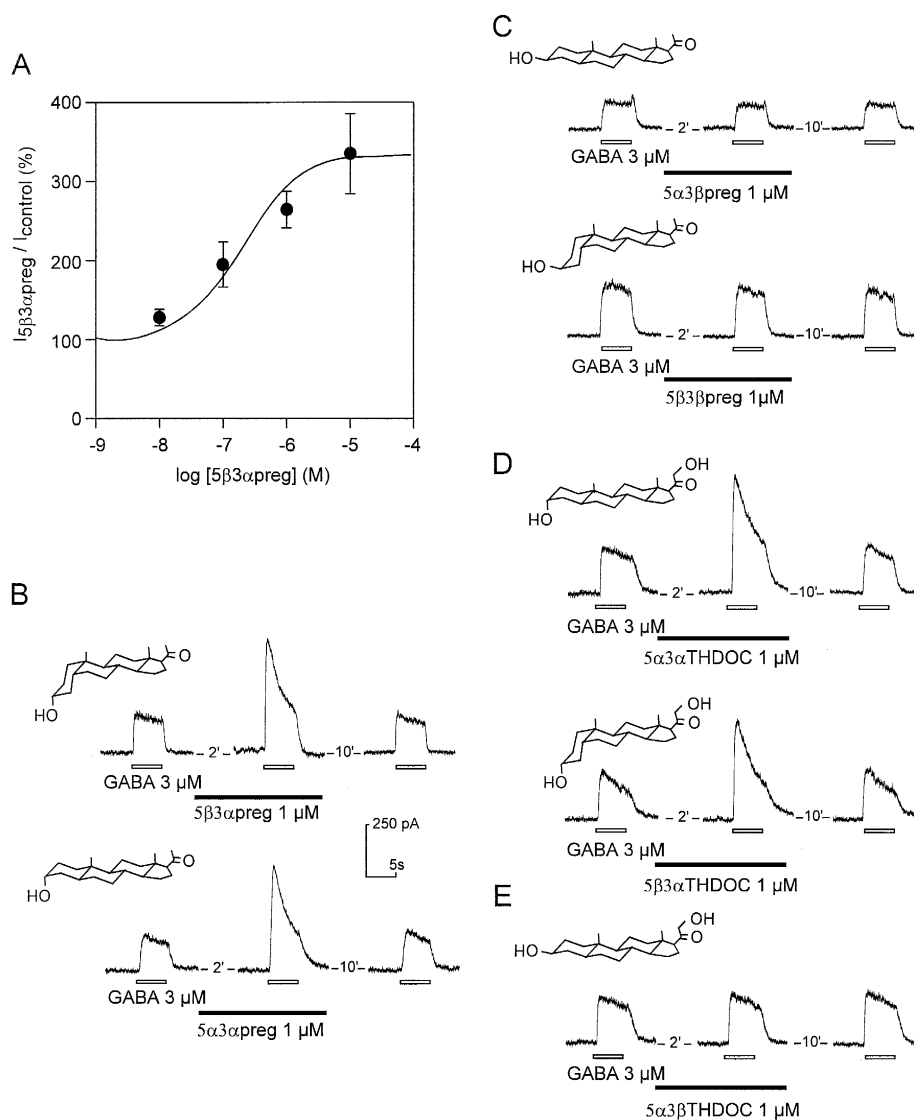 A
400
300
200
100
0
-9 -8 -7 -6 -5 -4
log [5β3αpreg] (M)
I5β3αpreg / Icontrol (%)
B
O
HO
2' 10'
GABA 3 µM
5β3αpreg 1 µM
250 pA
5s
O
HO
2' 10'
GABA 3 µM
5α3αpreg 1 µM
C
O
HO
2' 10'
GABA 3 µM
5α3βpreg 1 µM
O
HO
2' 10'
GABA 3 µM
5β3βpreg 1µM
D
OH
O
HO
2' 10'
GABA 3 µM
5α3αTHDOC 1 µM
OH
O
HO
2' 10'
GABA 3 µM
5β3αTHDOC 1 µM
E
OH
O
HO
2' 10'
GABA 3 µM
5α3βTHDOC 1 µM